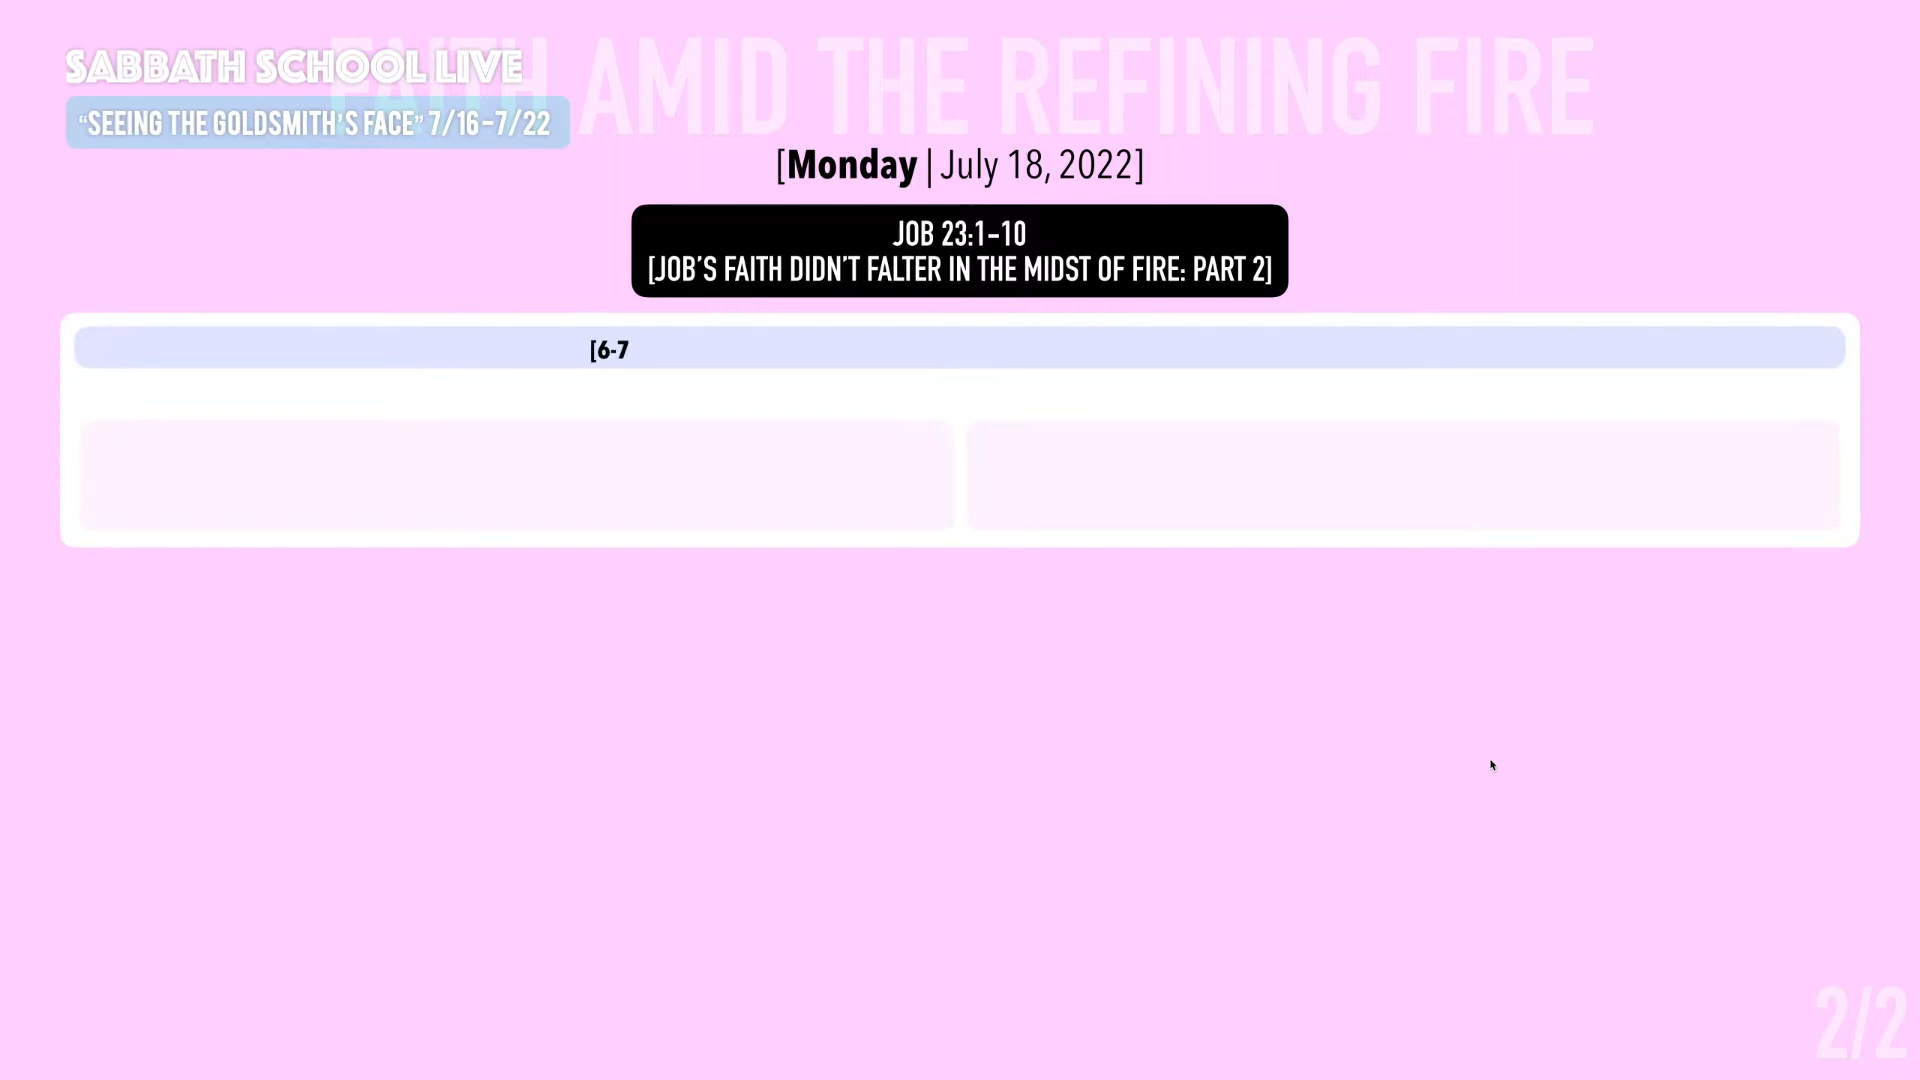 FAITH AMID THE REFINING FIRE
SABBATH SCHOOL LIVE
“SEEING THE GOLDSMITH’S FACE” 7/16-7/22
[Monday | July 18, 2022]
JOB 23:1-10
[JOB’S FAITH DIDN’T FALTER IN THE MIDST OF FIRE: PART 2]
[6-7
2/2